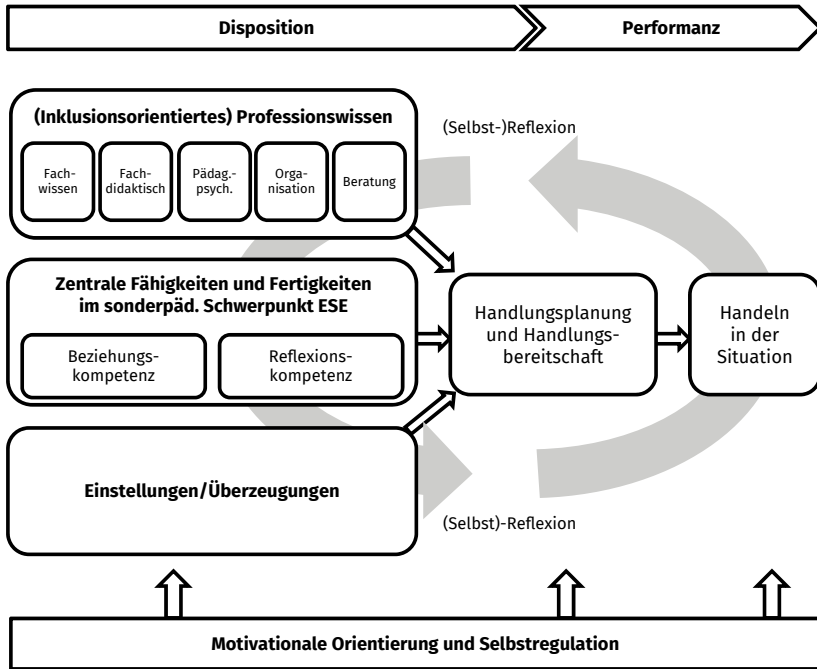 Disposition
Performanz
(Inklusionsorientiertes) Professionswissen
Fach-
wissen
Fach-
didaktisch
Pädag.-
psych.
Orga-
nisation
Beratung
(Selbst-)Reflexion
Zentrale Fähigkeiten und Fertigkeiten
im sonderpäd. Schwerpunkt ESE
Beziehungs-
kompetenz
Reflexions-
kompetenz
Handlungsplanung
und Handlungs-
bereitschaft
Handeln
in der
Situation
Einstellungen/Überzeugungen
(Selbst)-Reflexion
Motivationale Orientierung und Selbstregulation